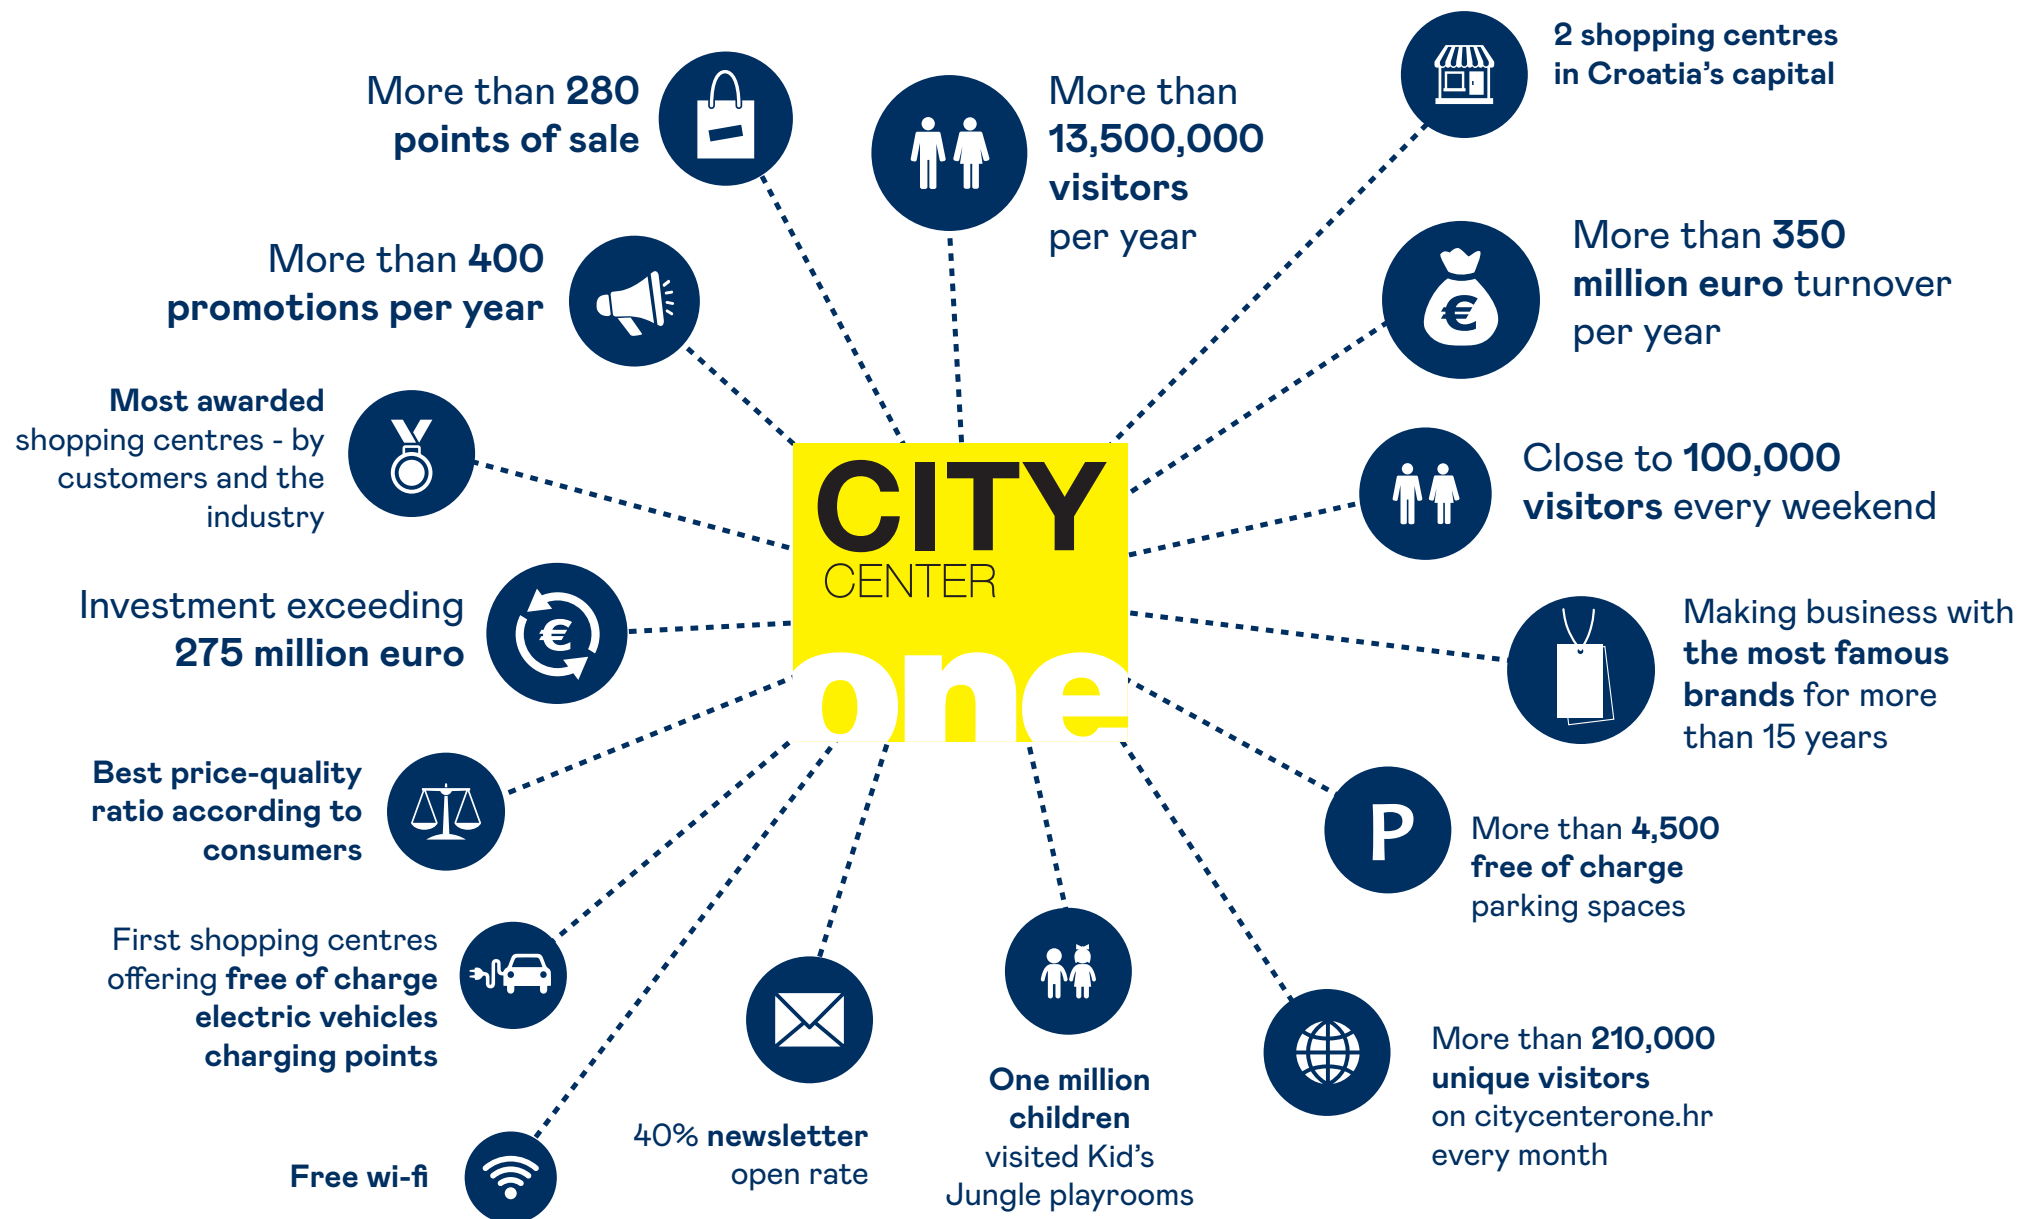 More than 280
points of sale
More than
13,500,000
visitors
per year
2 shopping centres
in Croatia’s capital
More than 400
promotions per year
More than 350
million euro turnover
per year
Most awarded
shopping centres - by
customers and the
industry
Close to 100,000
visitors every weekend
CITY
CENTER
one
Investment exceeding
275 million euro
€
€
Making business with
the most famous
brands for more
than 15 years
Best price-quality
ratio according to
consumers
P
More than 4,500
free of charge
parking spaces
First shopping centres
offering free of charge
electric vehicles
charging points
More than 210,000
unique visitors
on citycenterone.hr
every month
One million
children
visited Kid’s
Jungle playrooms
40% newsletter
open rate
Free wi-fi